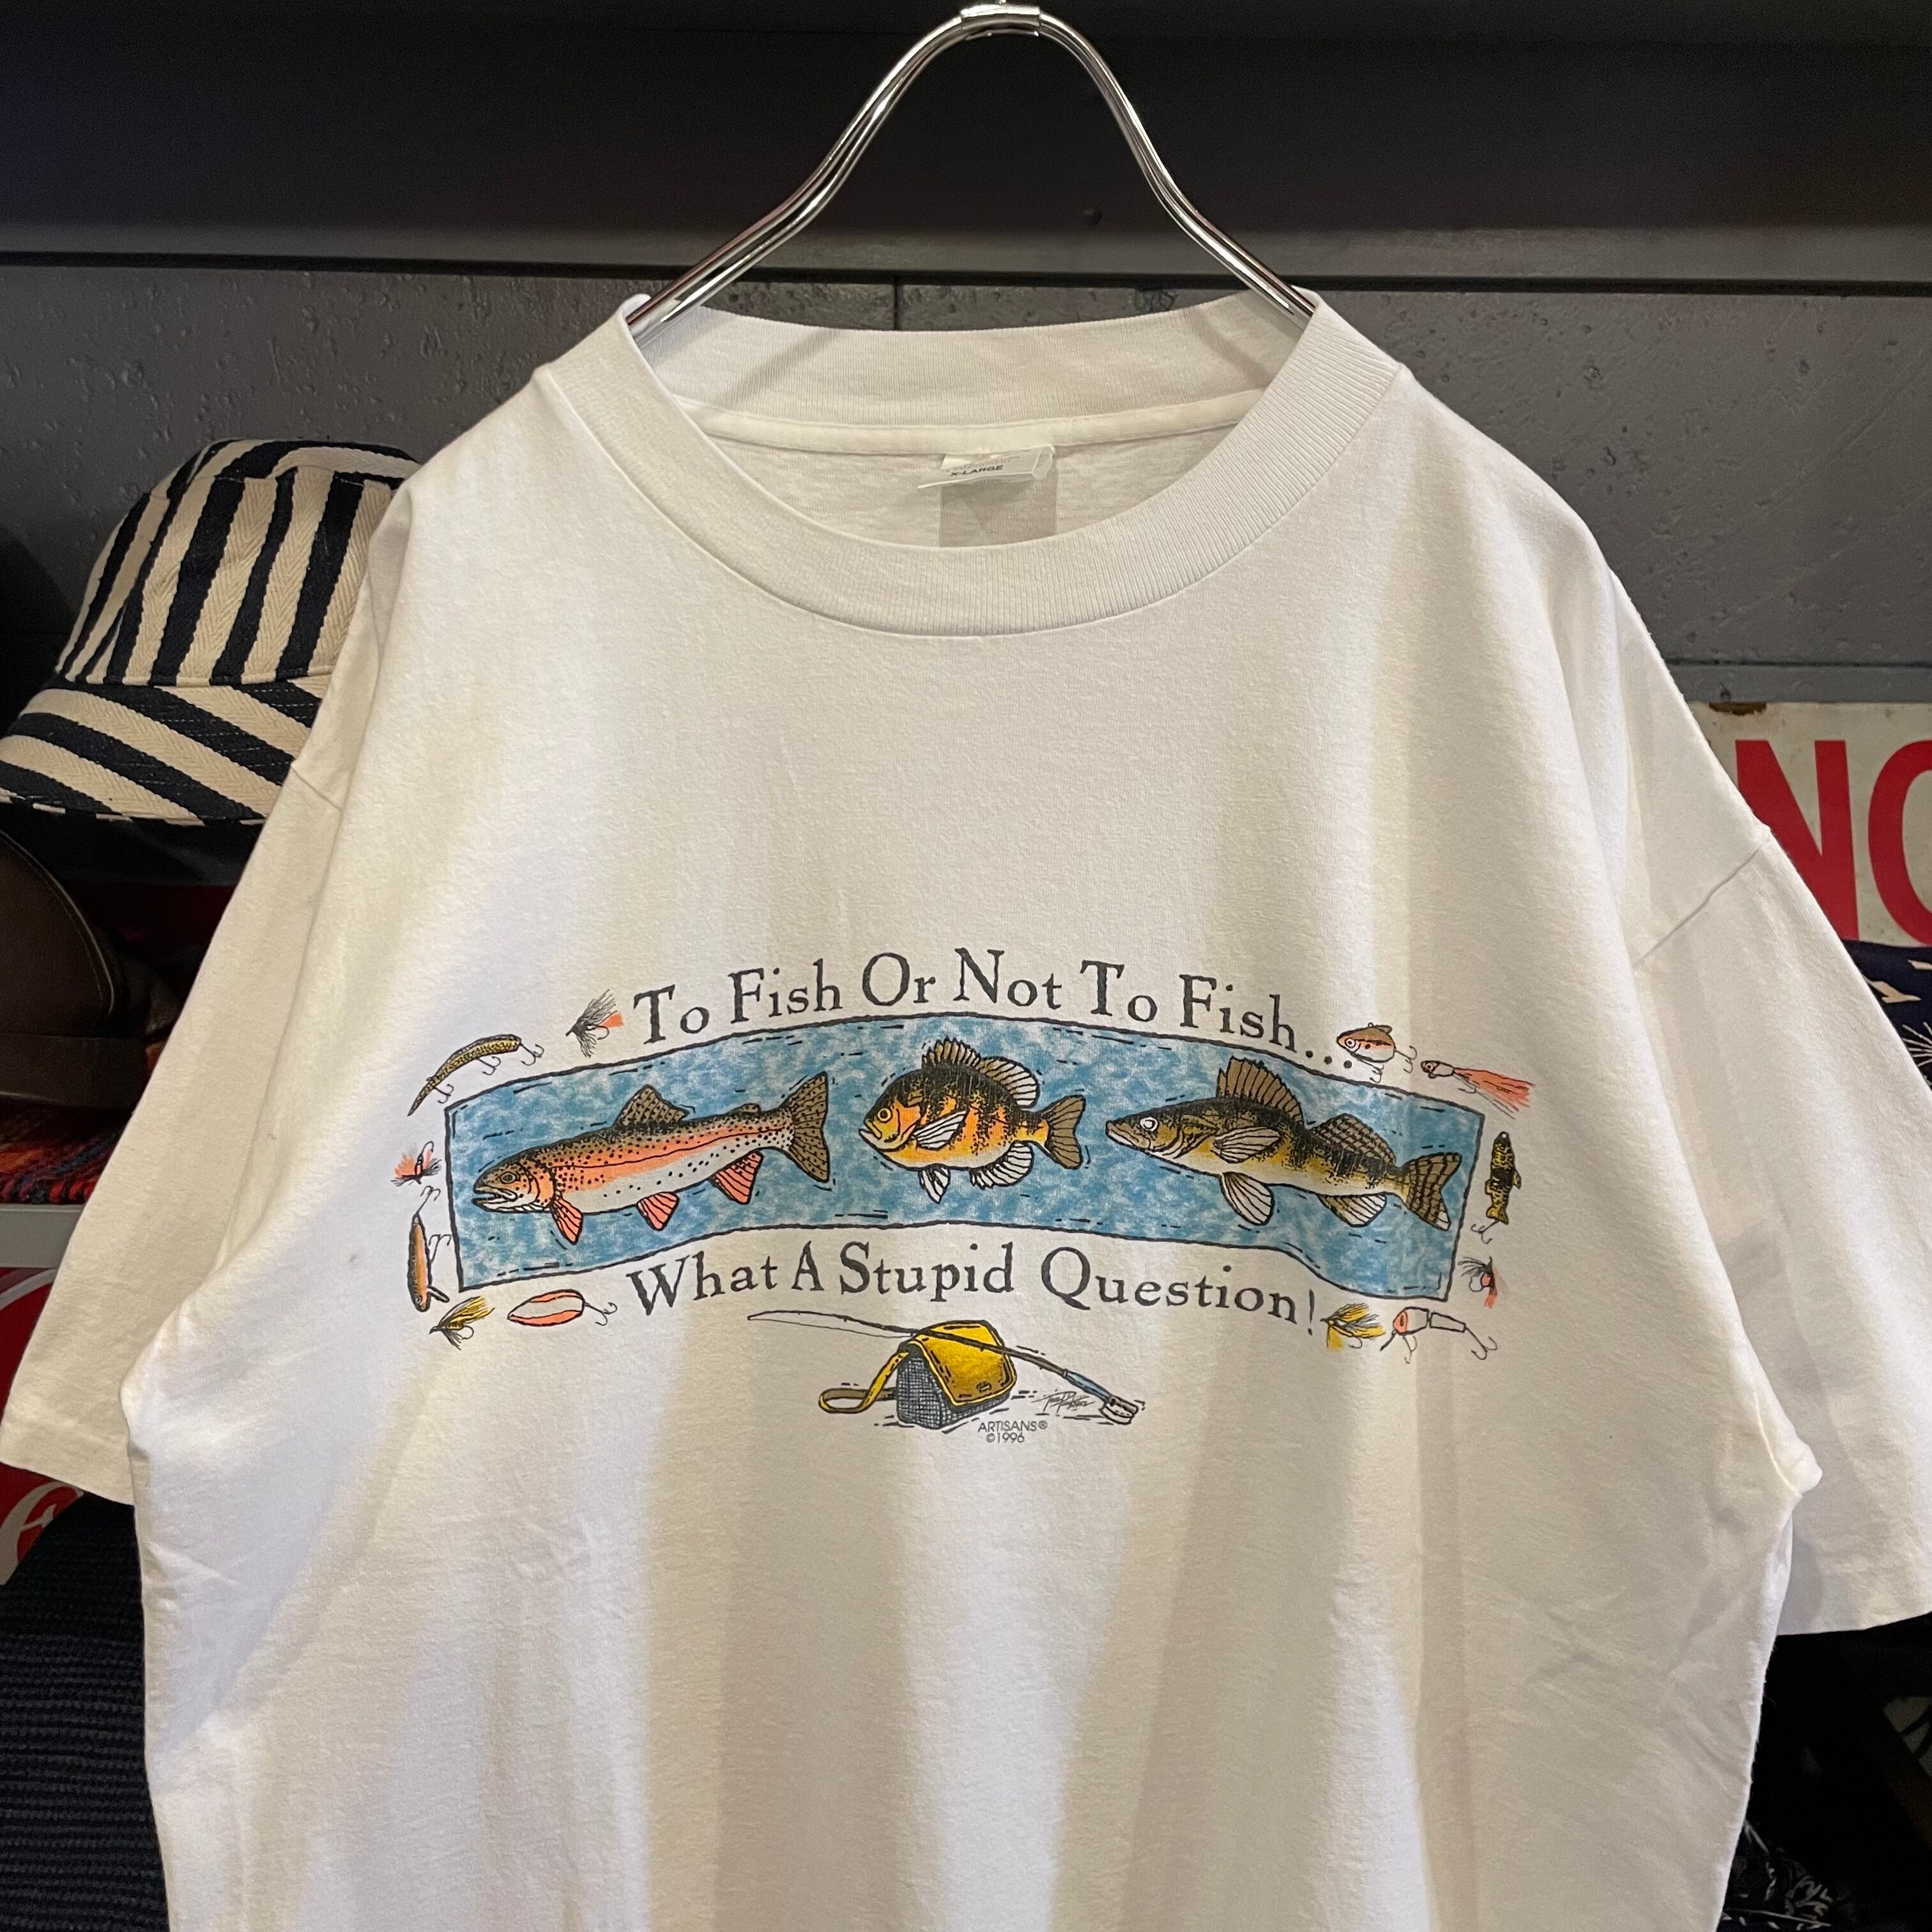 X-LARGE
NO
To Fish Or Not To Fish...
What A Stupid Question!
ARTISANS®
©1996